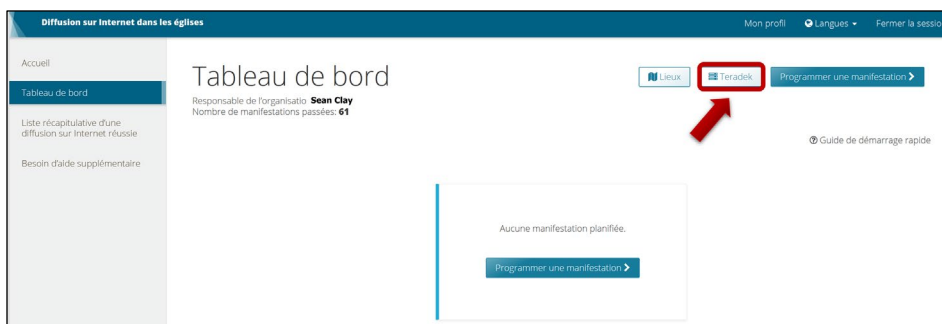 Diffusion sur Internet dans les églises
Mon profil Langues Fermer la sessio
Accueil
Tableau de bord
Liste récapitulative d'une
diffusion sur Internet réussie
Besoin d'aide supplémentaire
Tableau de bord
Responsable de l'organisatio Sean Clay
Nombre de manifestations passées: 61
Lieux Teradek Programmer une manifestation
Guide de démarrage rapide
Aucune manifestation planifiée.
Programmer une manifestation